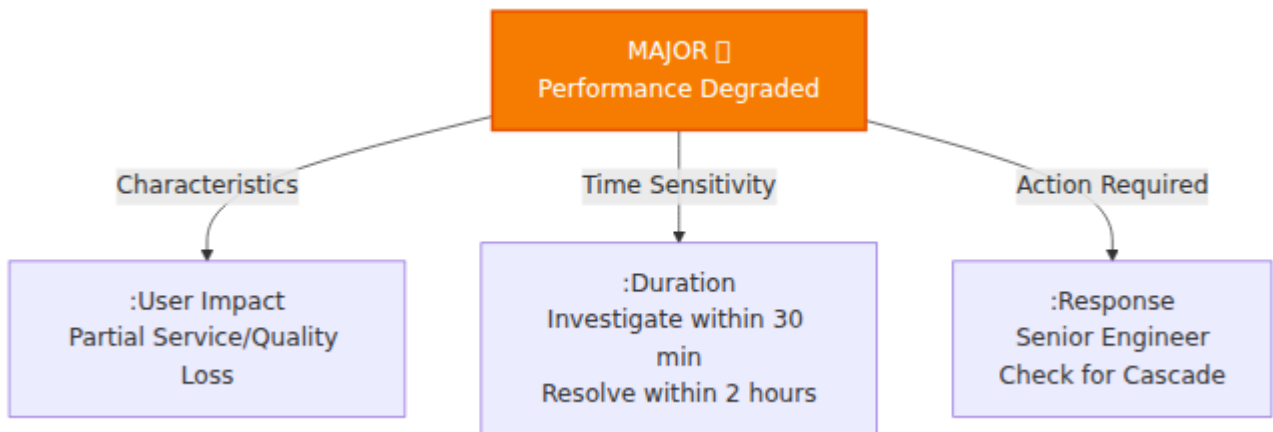 MAJOR
Performance Degraded
Characteristics
Time Sensitivity
Action Required
:User Impact
Partial Service/Quality
Loss
:Duration
Investigate within 30
min
Resolve within 2 hours
:Response
Senior Engineer
Check for Cascade